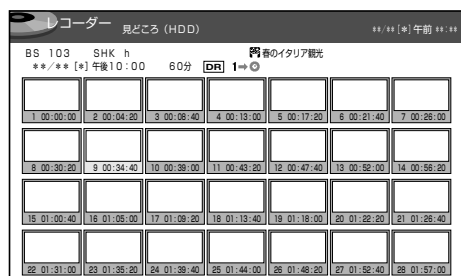 レコーダー 見どころ (HDD) **/** [*] 午前 **:**
BS 103 SHK h 春のイタリア観光
**/** [*] 午後10:00 60分 DR 1⇒
1 00:00:00 2 00:04:20 3 00:08:40 4 00:13:00 5 00:17:20 6 00:21:40 7 00:26:00
8 00:30:20 9 00:34:40 10 00:39:00 11 00:43:20 12 00:47:40 13 00:52:00 14 00:56:20
15 01:00:40 16 01:05:00 17 01:09:20 18 01:13:40 19 01:18:00 20 01:22:20 21 01:26:40
22 01:31:00 23 01:35:20 24 01:39:40 25 01:44:00 26 01:48:20 27 01:52:40 28 01:57:00